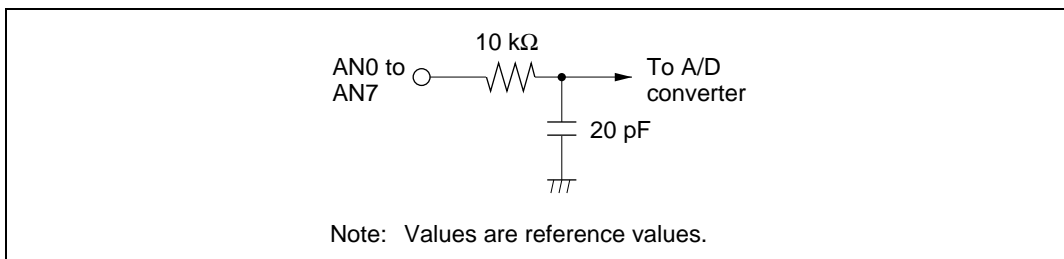 10 kΩ
AN0 to
AN7
To A/D
converter
20 pF
Note: Values are reference values.